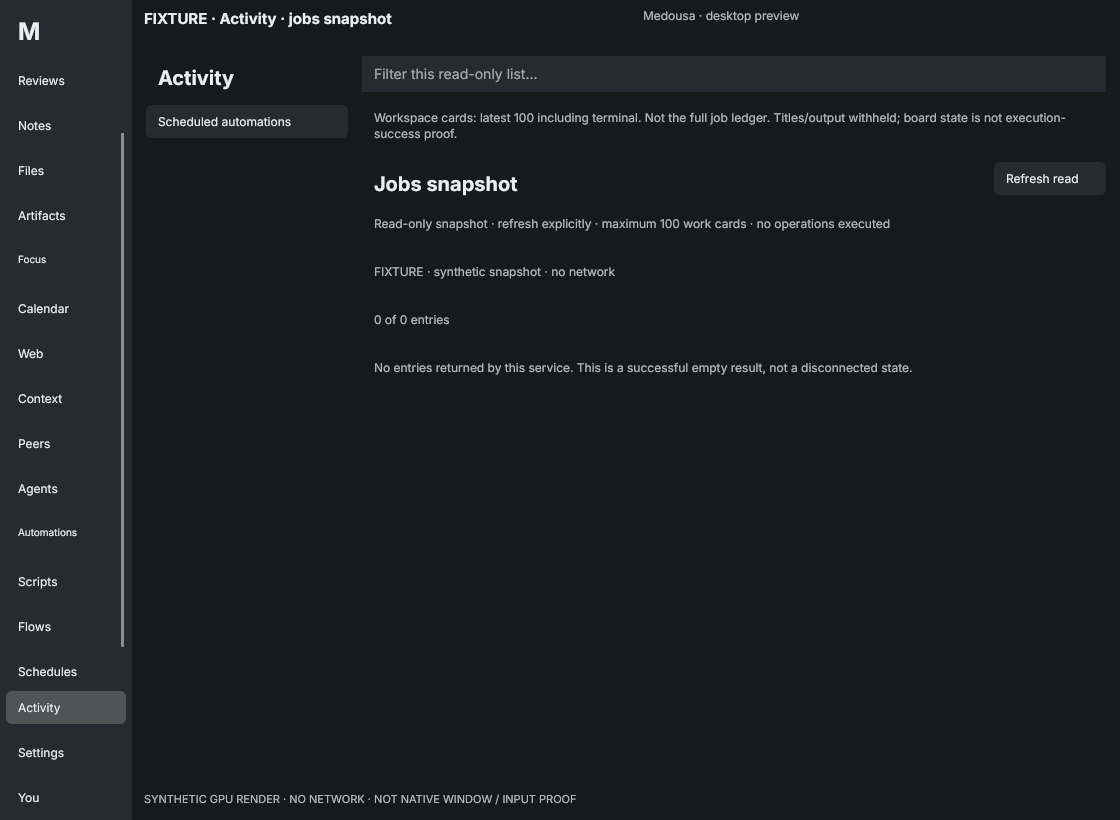 M
Reviews
Notes
Files
Artifacts
Focus
Calendar
Web
Context
Peers
Agents
Automations
Scripts
Flows
Schedules
Activity
Settings
You
FIXTURE · Activity · jobs snapshot
Medousa · desktop preview
Activity
Scheduled automations
Filter this read-only list...
Workspace cards: latest 100 including terminal. Not the full job ledger. Titles/output withheld; board state is not execution-
success proof.
Jobs snapshot
Refresh read
Read-only snapshot · refresh explicitly · maximum 100 work cards · no operations executed
FIXTURE · synthetic snapshot · no network
0 of 0 entries
No entries returned by this service. This is a successful empty result, not a disconnected state.
SYNTHETIC GPU RENDER · NO NETWORK · NOT NATIVE WINDOW / INPUT PROOF